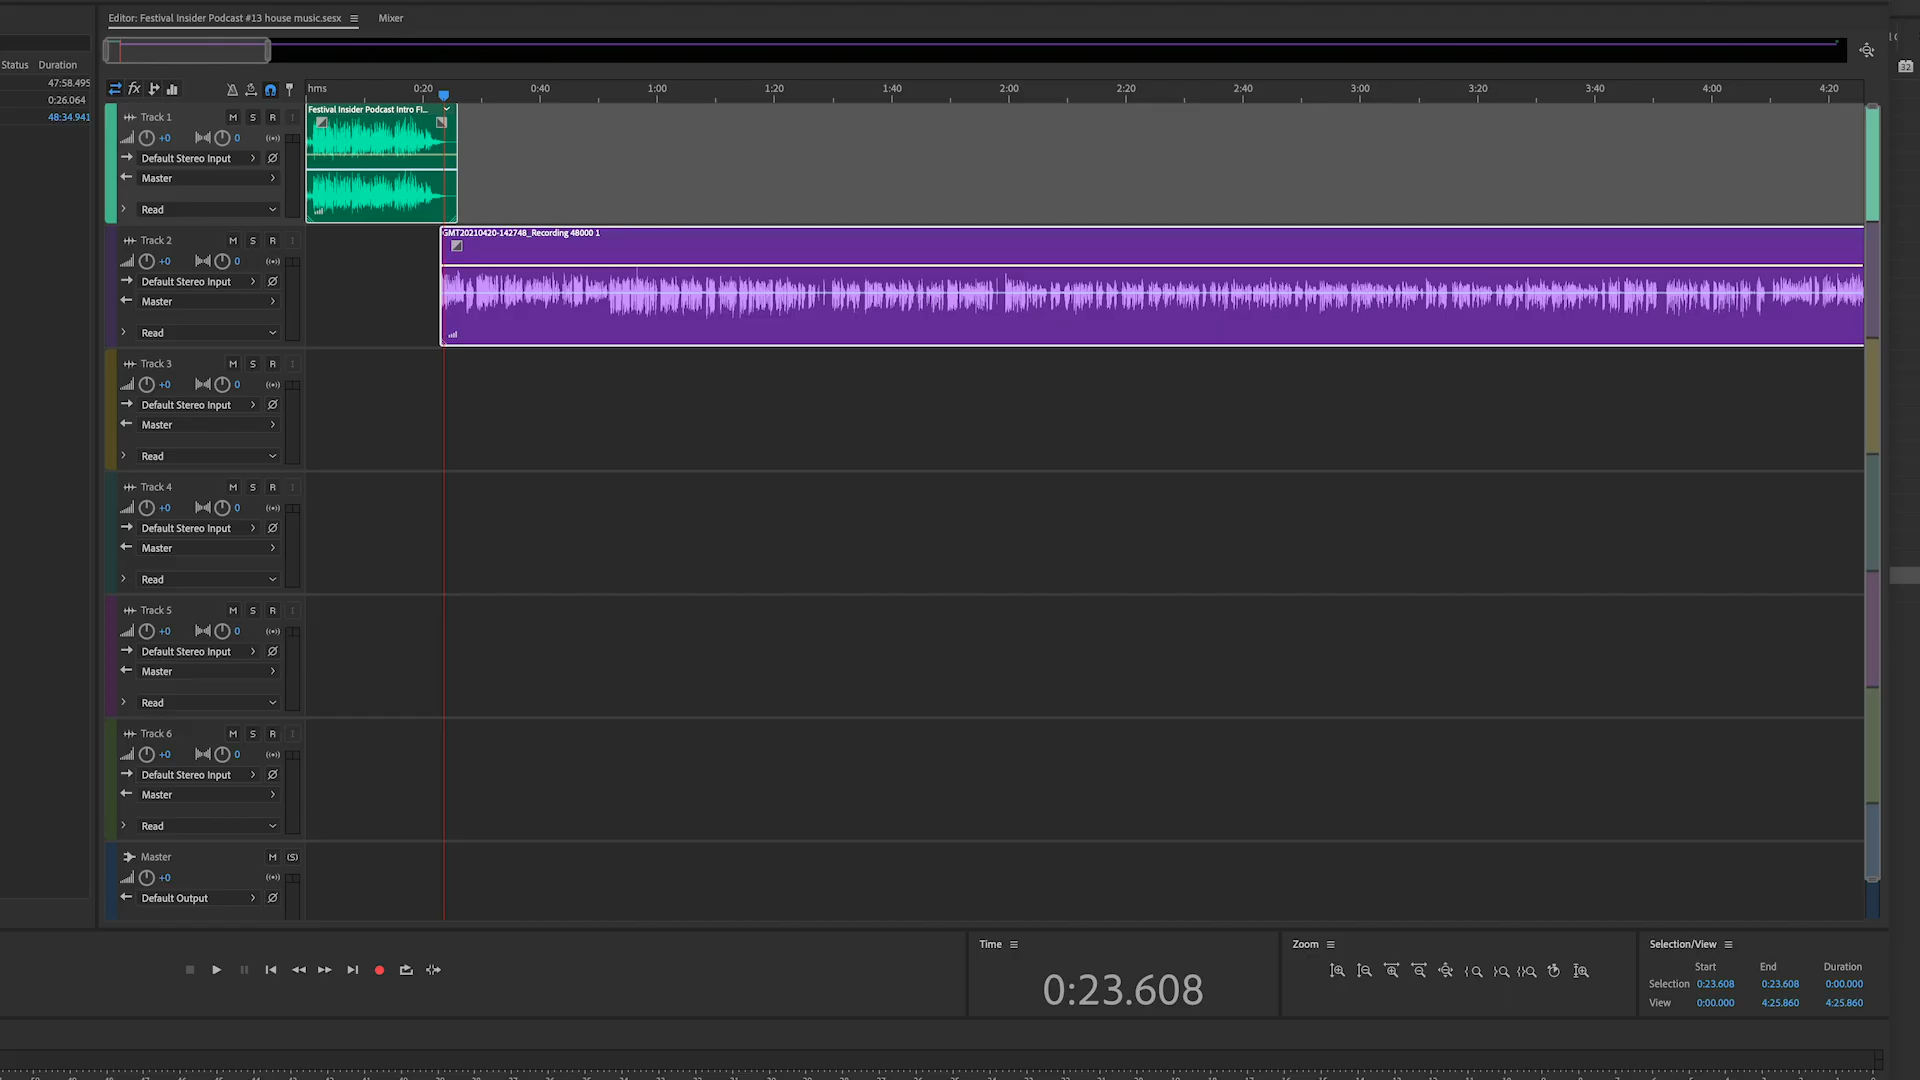 Editor: Festival Insider Podcast #13 house music.sesx
Mixer
Status Duration
47:58.495
0:26.064
48:34.941
32
fx
hms 0:20 0:40 1:00 1:20 1:40 2:00 2:20 2:40 3:00 3:20 3:40 4:00 4:20
Festival Insider Podcast Intro Fl...
Track 1 M S R I
+0 0
Default Stereo Input
Master
Read
GMT20210420-142748_Recording 48000 1
Track 2 M S R I
+0 0
Default Stereo Input
Master
Read
Track 3 M S R I
+0 0
Default Stereo Input
Master
Read
Track 4 M S R I
+0 0
Default Stereo Input
Master
Read
Track 5 M S R I
+0 0
Default Stereo Input
Master
Read
Track 6 M S R I
+0 0
Default Stereo Input
Master
Read
Master M (S)
+0
Default Output
Time
0:23.608
Zoom
Selection/View
Start End Duration
Selection 0:23.608 0:23.608 0:00.000
View 0:00.000 4:25.860 4:25.860